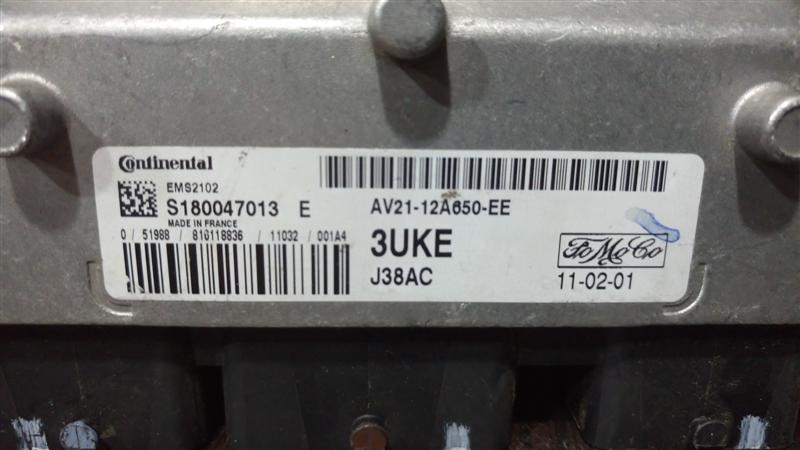 Continental
EMS2102
S180047013 E
MADE IN FRANCE
0 / 51988 / 810118836 / 11032 / 001A4
AV21-12A650-EE
3UKE
J38AC
FoMoCo
11-02-01